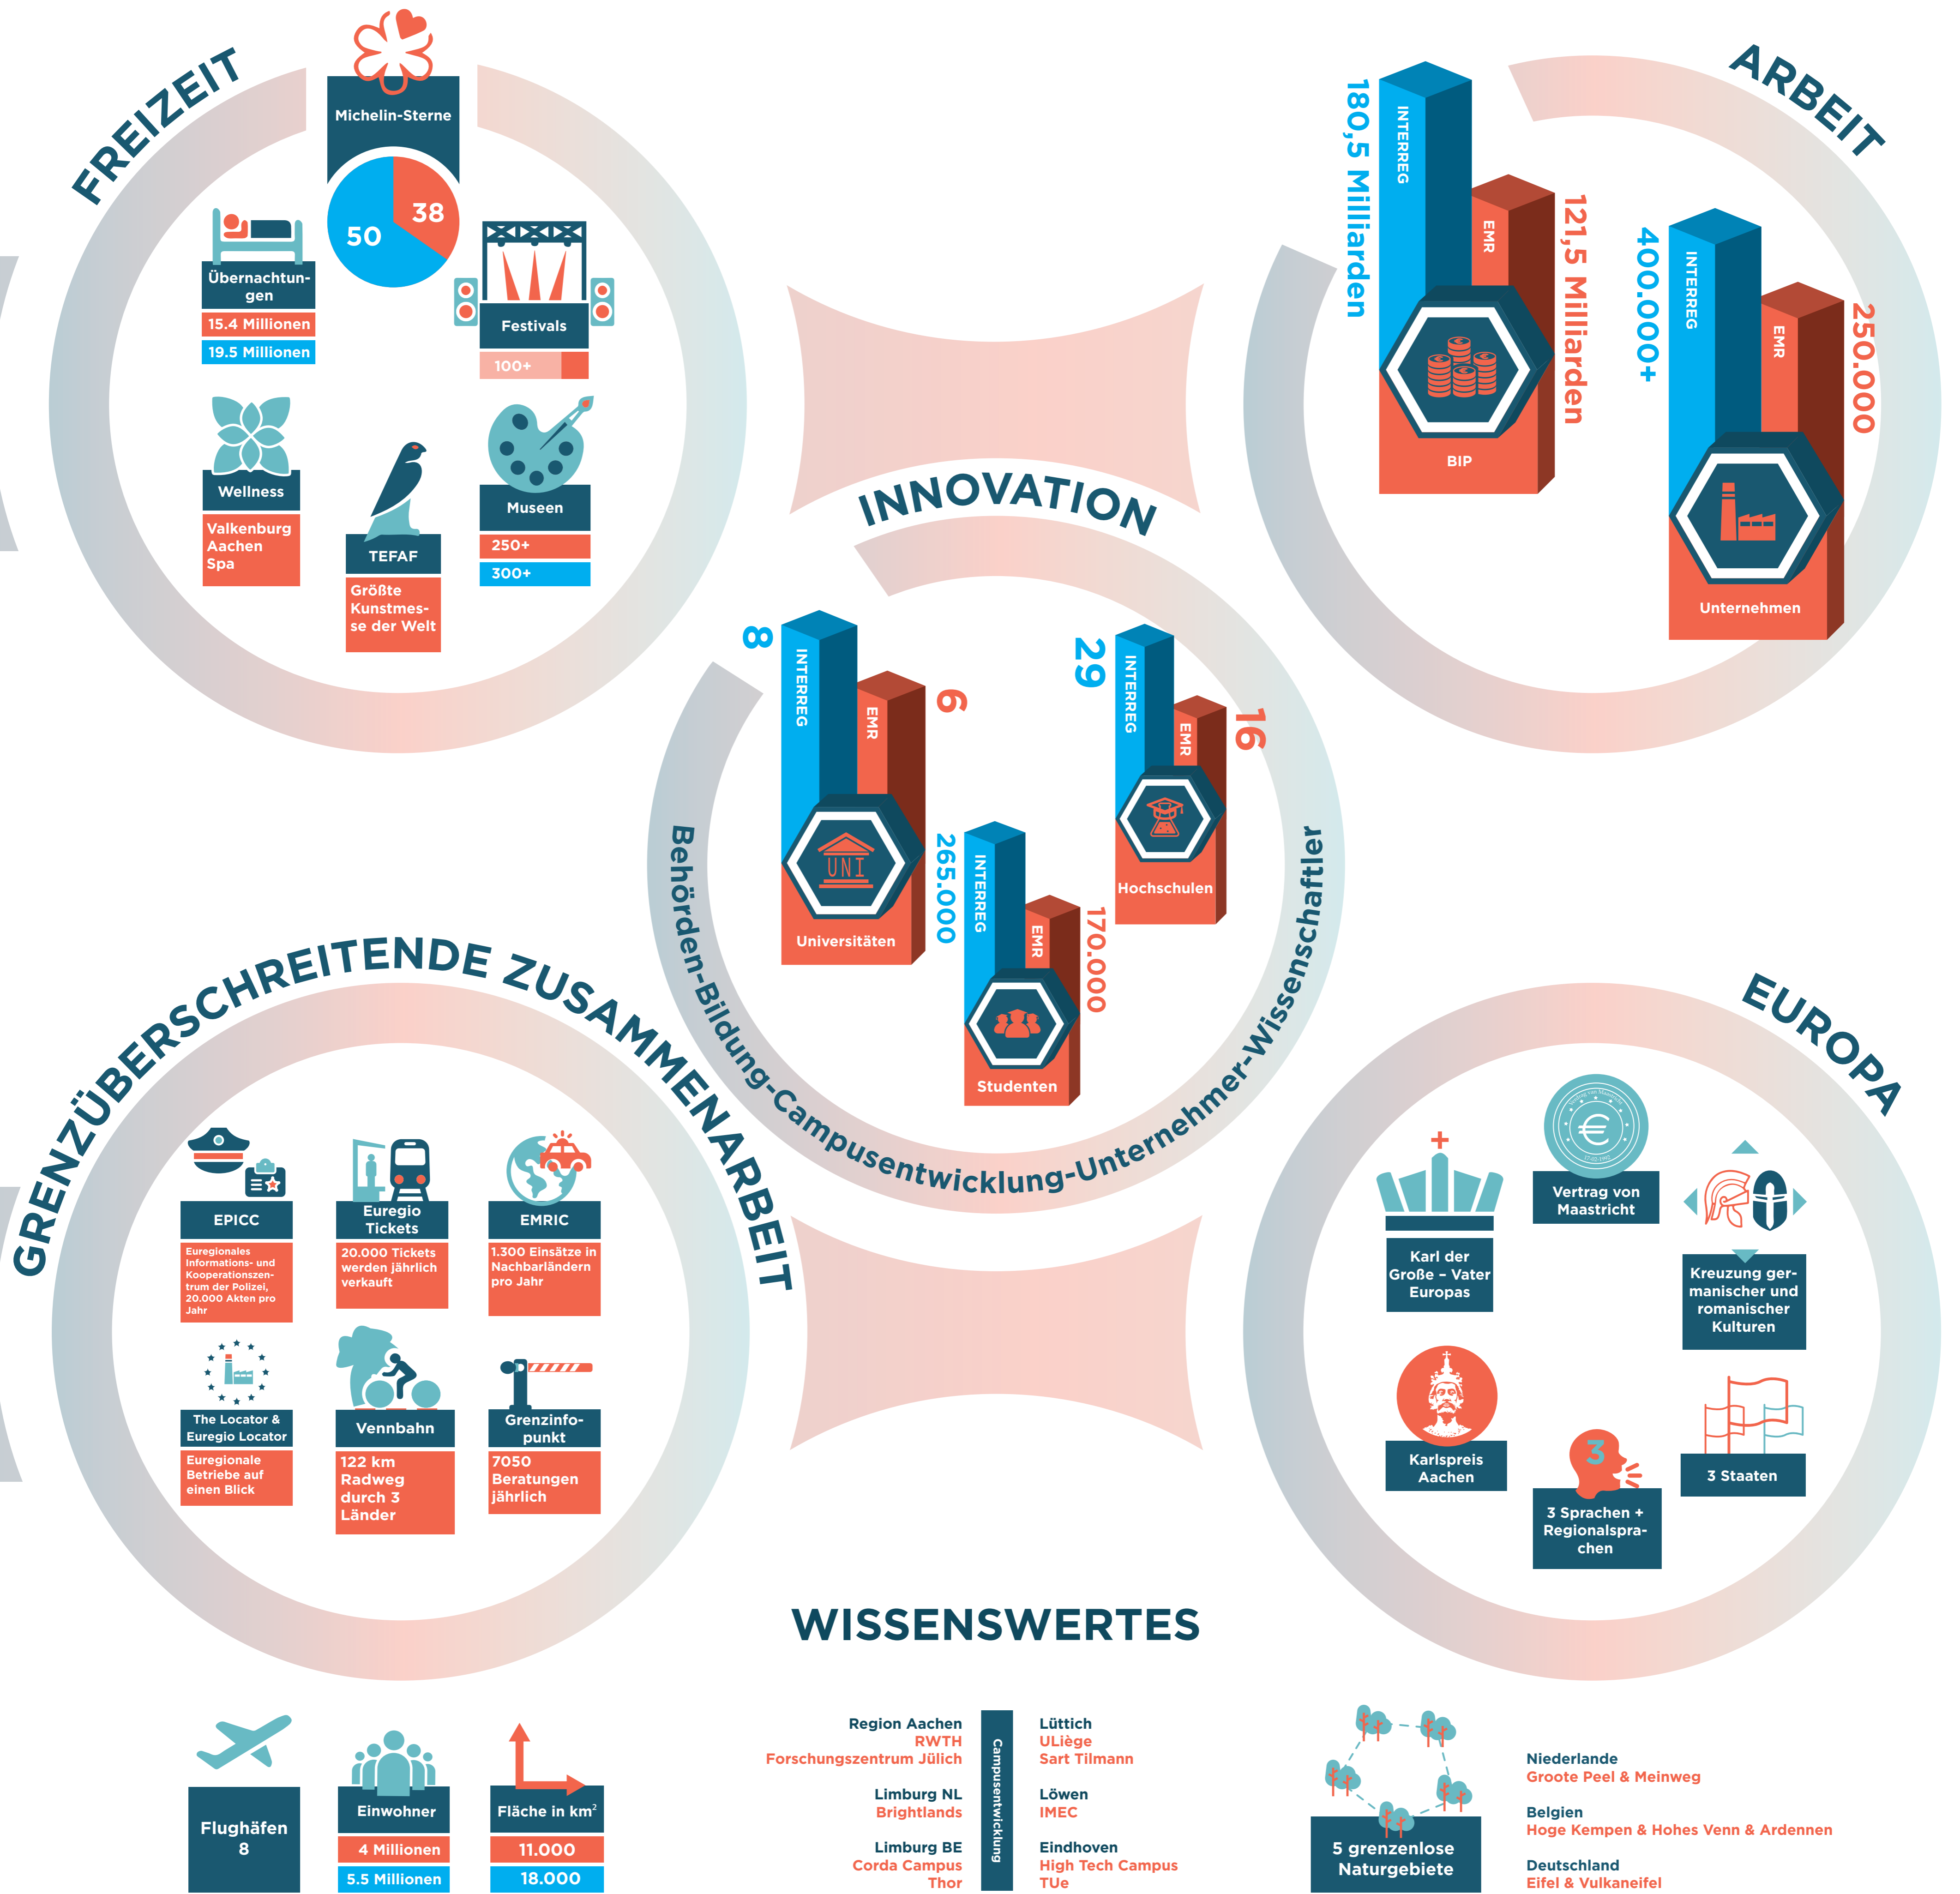 FREIZEIT
Michelin-Sterne
50
38
Übernachtun-
gen
15.4 Millionen
19.5 Millionen
Festivals
100+
Wellness
Valkenburg
Aachen
Spa
TEFAF
Größte
Kunstmes-
se der Welt
Museen
250+
300+
ARBEIT
180,5 Milliarden
INTERREG
EMR
121,5 Milliarden
BIP
400.000+
INTERREG
EMR
250.000
Unternehmen
INNOVATION
8
INTERREG
EMR
6
UNI
Universitäten
29
INTERREG
EMR
16
Hochschulen
265.000
INTERREG
EMR
170.000
Studenten
Behörden-Bildung-Campusentwicklung-Unternehmer-Wissenschaftler
GRENZÜBERSCHREITENDE ZUSAMMENARBEIT
EPICC
Euregionales
Informations- und
Kooperationszen-
trum der Polizei,
20.000 Akten pro
Jahr
Euregio
Tickets
20.000 Tickets
werden jährlich
verkauft
EMRIC
1.300 Einsätze in
Nachbarländern
pro Jahr
The Locator &
Euregio Locator
Euregionale
Betriebe auf
einen Blick
Vennbahn
122 km
Radweg
durch 3
Länder
Grenzinfo-
punkt
7050
Beratungen
jährlich
EUROPA
Karl der
Große – Vater
Europas
€
Vertrag von
Maastricht
Kreuzung ger-
manischer und
romanischer
Kulturen
Karlspreis
Aachen
3
3 Sprachen +
Regionalspra-
chen
3 Staaten
WISSENSWERTES
Flughäfen
8
Einwohner
4 Millionen
5.5 Millionen
Fläche in km²
11.000
18.000
Region Aachen
RWTH
Forschungszentrum Jülich
Limburg NL
Brightlands
Limburg BE
Corda Campus
Thor
Campusentwicklung
Lüttich
ULiège
Sart Tilmann
Löwen
IMEC
Eindhoven
High Tech Campus
TUe
5 grenzenlose
Naturgebiete
Niederlande
Groote Peel & Meinweg
Belgien
Hoge Kempen & Hohes Venn & Ardennen
Deutschland
Eifel & Vulkaneifel